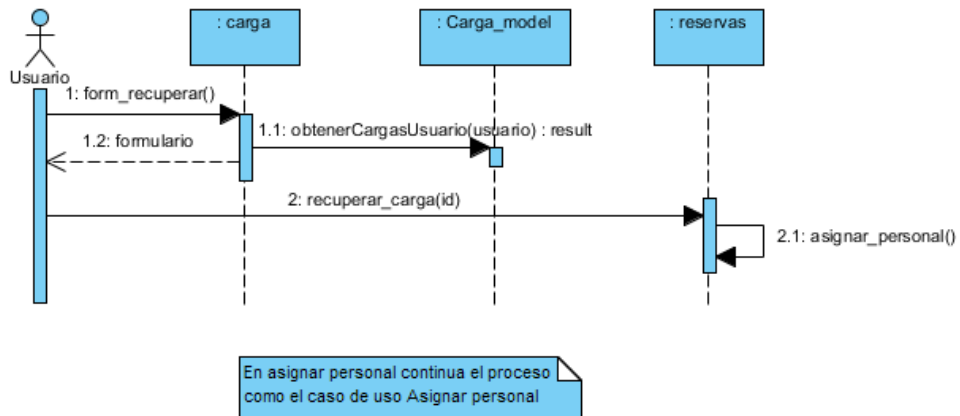 : carga
: Carga_model
: reservas
Usuario
1: form_recuperar()
1.1: obtenerCargasUsuario(usuario) : result
1.2: formulario
2: recuperar_carga(id)
2.1: asignar_personal()
En asignar personal continua el proceso
como el caso de uso Asignar personal